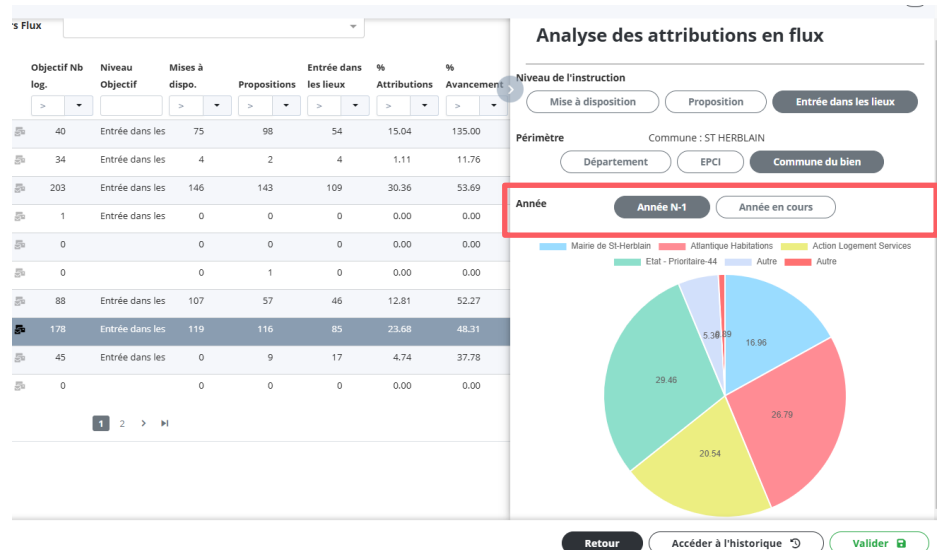 rs Flux
Objectif Nb log. Niveau Objectif Mises à dispo. Propositions Entrée dans les lieux % Attributions % Avancement
> > > > > >
40 Entrée dans les 75 98 54 15.04 135.00
34 Entrée dans les 4 2 4 1.11 11.76
203 Entrée dans les 146 143 109 30.36 53.69
1 Entrée dans les 0 0 0 0.00 0.00
0 0 0 0 0.00 0.00
0 0 1 0 0.00 0.00
88 Entrée dans les 107 57 46 12.81 52.27
178 Entrée dans les 119 116 85 23.68 48.31
45 Entrée dans les 0 9 17 4.74 37.78
0 0 0 0 0.00 0.00
1 2
Analyse des attributions en flux
Niveau de l'instruction
Mise à disposition Proposition Entrée dans les lieux
Périmètre Commune : ST HERBLAIN
Département EPCI Commune du bien
Année Année N-1 Année en cours
Mairie de St-Herblain Atlantique Habitations Action Logement Services
Etat - Prioritaire-44 Autre Autre
5.36 0.89
16.96
29.46
26.79
20.54
Retour Accéder à l'historique Valider